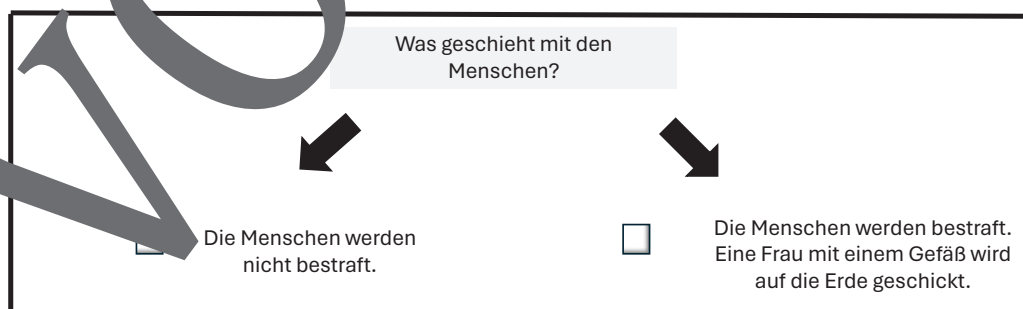 Was geschieht mit den
Menschen?
Die Menschen werden
nicht bestraft.
Die Menschen werden bestraft.
Eine Frau mit einem Gefäß wird
auf die Erde geschickt.